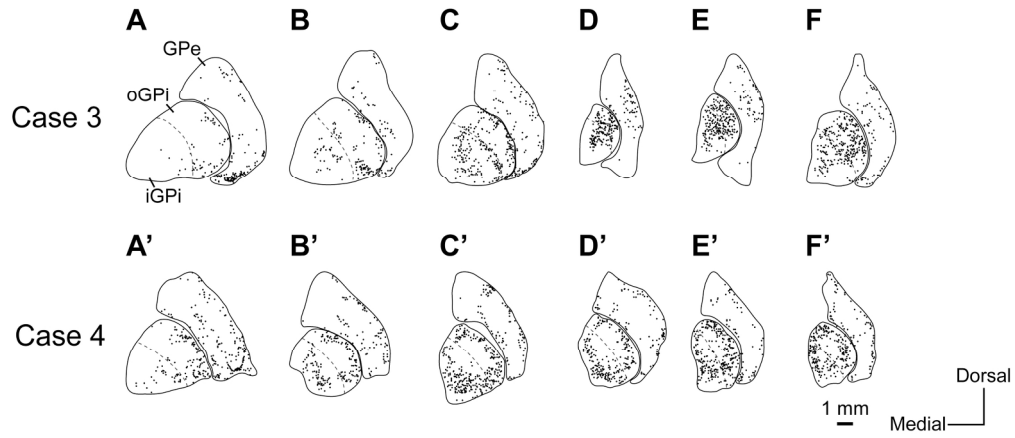 A B C D E F
GPe
oGPi
Case 3
iGPi
A’ B’ C’ D’ E’ F’
Case 4
Dorsal
1 mm
Medial